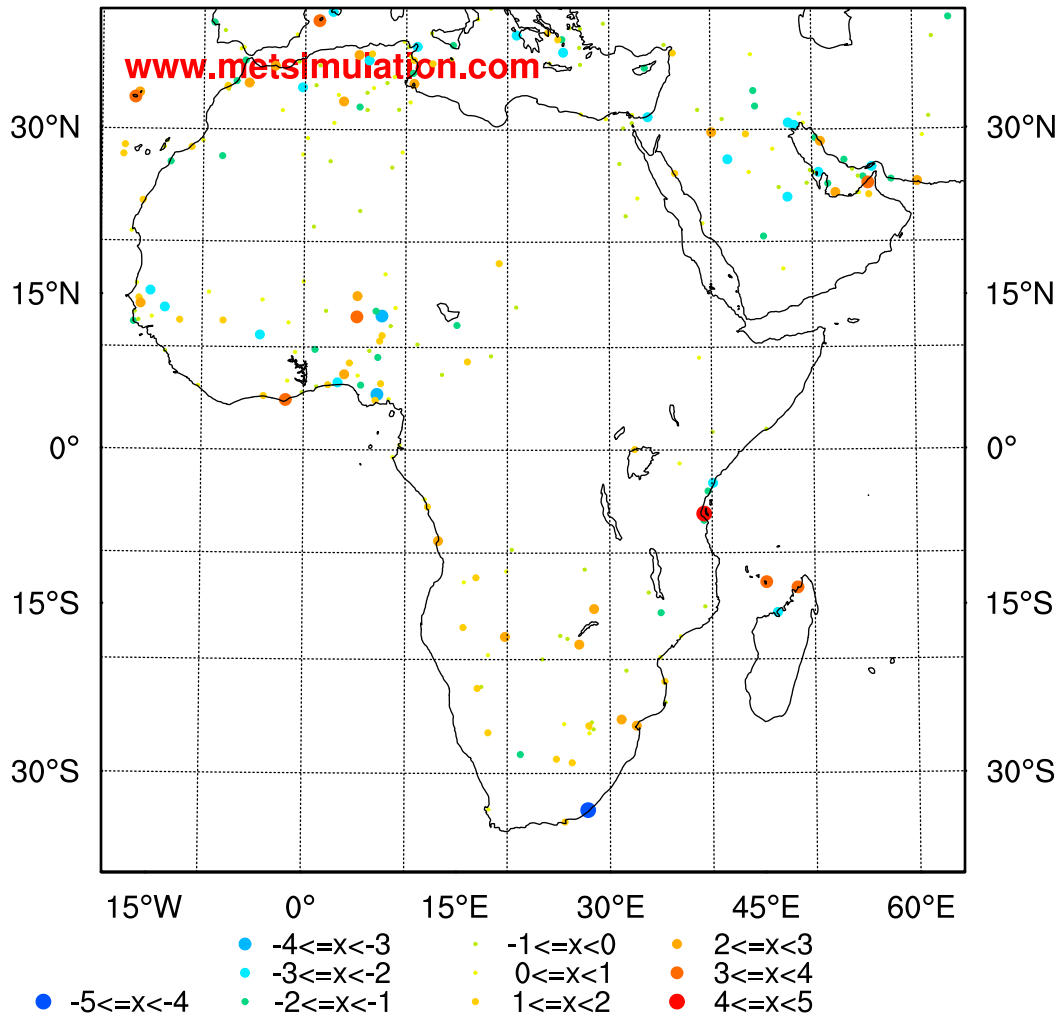 www.metsimulation.com
30°N 30°N
15°N 15°N
0° 0°
15°S 15°S
30°S 30°S
15°W 0° 15°E 30°E 45°E 60°E
-4<=x<-3 -1<=x<0 2<=x<3
-3<=x<-2 0<=x<1 3<=x<4
-5<=x<-4 -2<=x<-1 1<=x<2 4<=x<5